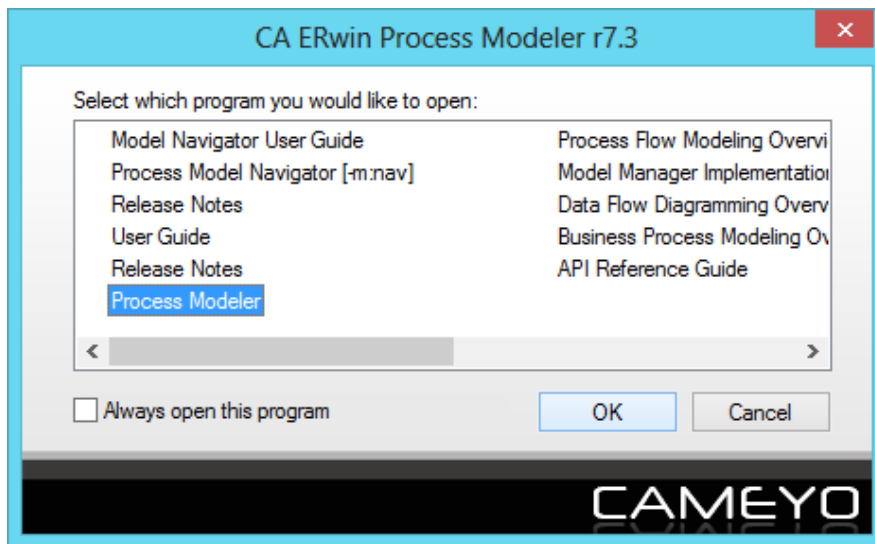 CA ERwin Process Modeler r7.3
Select which program you would like to open:
Model Navigator User Guide
Process Model Navigator [-m:nav]
Release Notes
User Guide
Release Notes
Process Modeler
Process Flow Modeling Overvi
Model Manager Implementation
Data Flow Diagramming Overv
Business Process Modeling Ov
API Reference Guide
Always open this program
OK
Cancel
CAMEYO